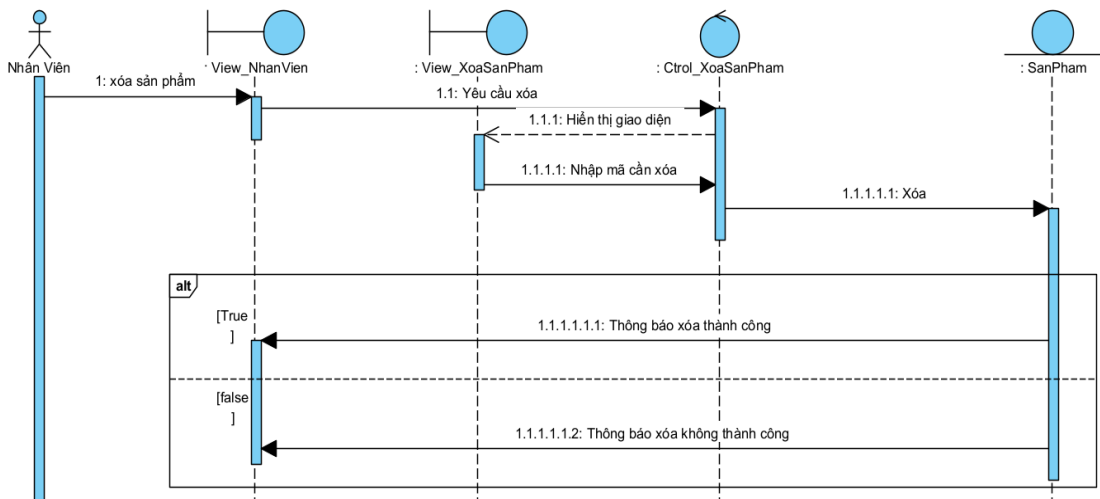 Nhân Viên
: View_NhanVien
: View_XoaSanPham
: Ctrol_XoaSanPham
: SanPham
1: xóa sản phẩm
1.1: Yêu cầu xóa
1.1.1: Hiển thị giao diện
1.1.1.1: Nhập mã cần xóa
1.1.1.1.1: Xóa
alt
[True
]
1.1.1.1.1.1: Thông báo xóa thành công
[false
]
1.1.1.1.1.2: Thông báo xóa không thành công